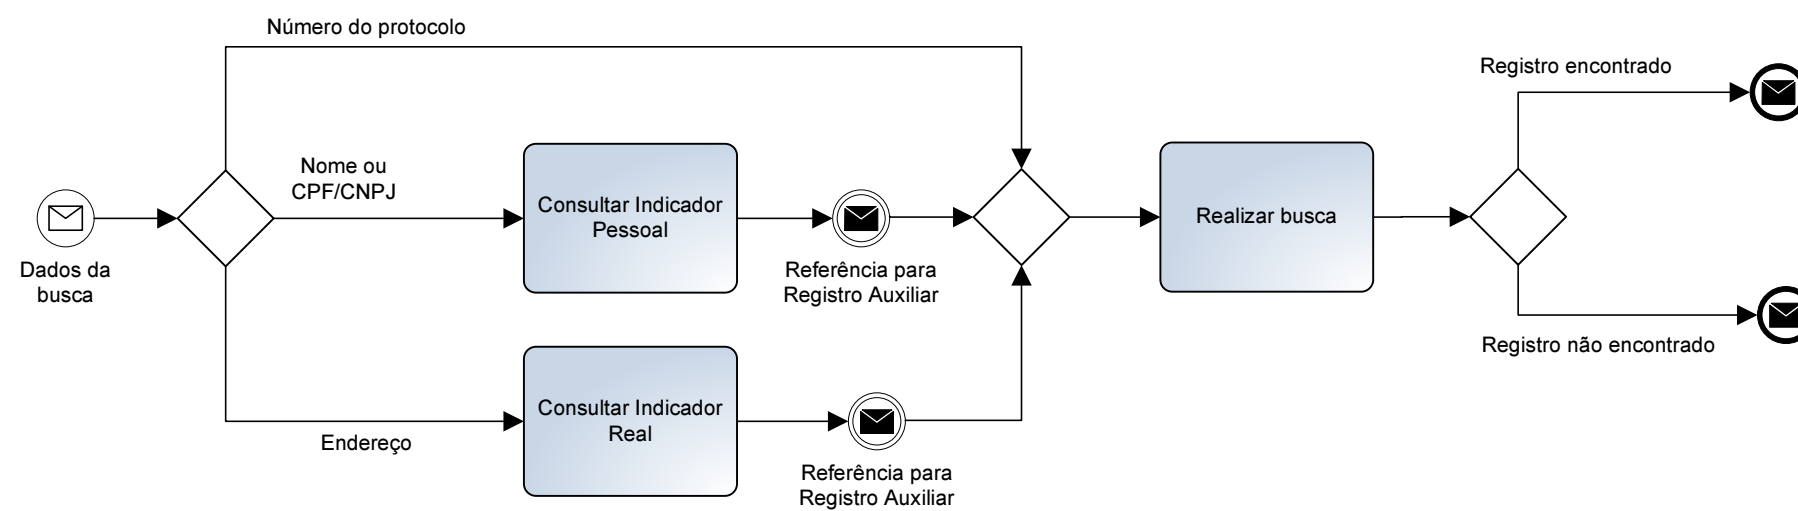 Número do protocolo
Registro encontrado
Nome ou
CPF/CNPJ
Consultar Indicador
Pessoal
Realizar busca
Dados da
busca
Referência para
Registro Auxiliar
Registro não encontrado
Consultar Indicador
Real
Endereço
Referência para
Registro Auxiliar